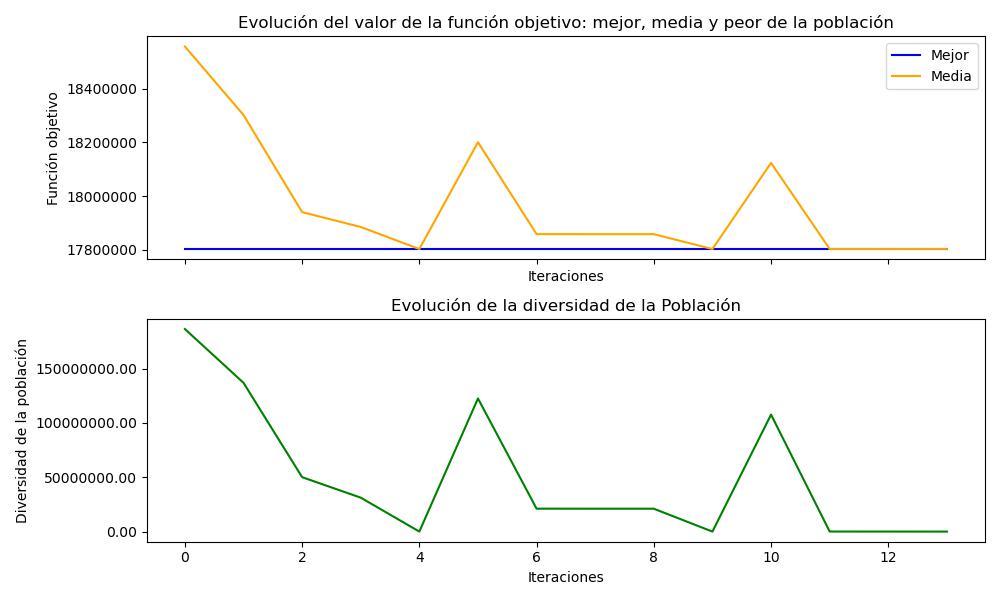 Evolución del valor de la función objetivo: mejor, media y peor de la población
Función objetivo
18400000
18200000
18000000
17800000
Mejor
Media
Iteraciones
Evolución de la diversidad de la Población
Diversidad de la población
150000000.00
100000000.00
50000000.00
0.00
0 2 4 6 8 10 12
Iteraciones